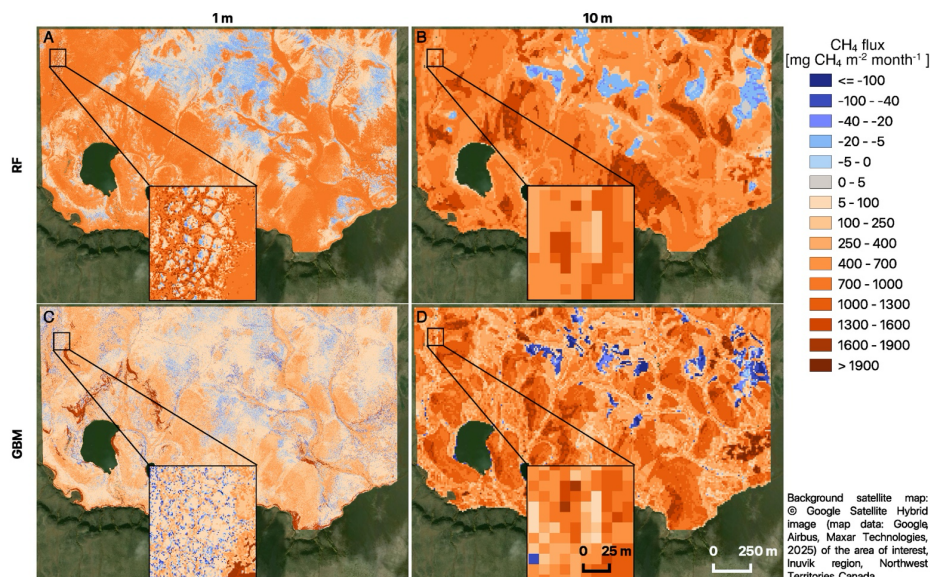 1 m
10 m
A
B
RF
C
D
GBM
0 25 m
0 250 m
CH₄ flux
[mg CH₄ m⁻² month⁻¹ ]
<= -100
-100 - -40
-40 - -20
-20 - -5
-5 - 0
0 - 5
5 - 100
100 - 250
250 - 400
400 - 700
700 - 1000
1000 - 1300
1300 - 1600
1600 - 1900
> 1900
Background satellite map:
© Google Satellite Hybrid
image (map data: Google,
Airbus, Maxar Technologies,
2025) of the area of interest,
Inuvik region, Northwest
Territories Canada